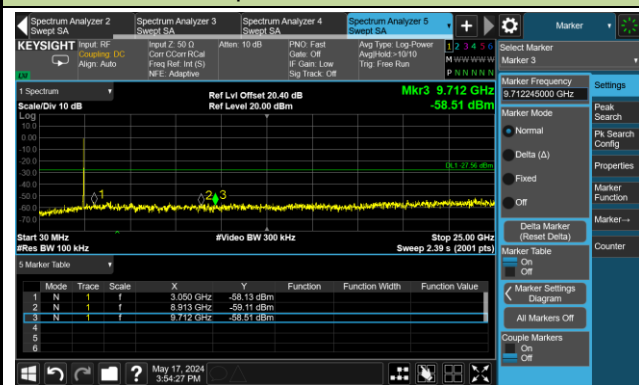 Spectrum Analyzer 2
Swept SA
Spectrum Analyzer 3
Swept SA
Spectrum Analyzer 4
Swept SA
Spectrum Analyzer 5
Swept SA
Marker
KEYSIGHT
Input: RF
Coupling: DC
Align: Auto
Input Z: 50 Ω
Corr CCorr RCal
Freq Ref: Int (S)
NFE: Adaptive
Atten: 10 dB
PNO: Fast
Gate: Off
IF Gain: Low
Sig Track: Off
Avg Type: Log-Power
Avg|Hold:>10/10
Trig: Free Run
1 2 3 4 5 6
M W W W W W
P N N N N N
Select Marker
Marker 3
LXI
1 Spectrum
Scale/Div 10 dB
Ref Lvl Offset 20.40 dB
Ref Level 20.00 dBm
Mkr3 9.712 GHz
-58.51 dBm
Log
10.0
0.00
-10.0
-20.0
-30.0
-40.0
-50.0
-60.0
-70.0
DL1 -27.56 dBm
1
2
3
Start 30 MHz
#Res BW 100 kHz
#Video BW 300 kHz
Stop 25.00 GHz
Sweep 2.39 s (2001 pts)
5 Marker Table
Mode Trace Scale X Y Function Function Width Function Value
1 N 1 f 3.050 GHz -58.13 dBm
2 N 1 f 8.913 GHz -59.11 dBm
3 N 1 f 9.712 GHz -58.51 dBm
4
5
6
Marker Frequency
9.712245000 GHz
Marker Mode
Normal
Delta (Δ)
Fixed
Off
Delta Marker
(Reset Delta)
Marker Table
On
Off
Marker Settings
Diagram
All Markers Off
Couple Markers
On
Off
Settings
Peak
Search
Pk Search
Config
Properties
Marker
Function
Marker→
Counter
May 17, 2024
3:54:27 PM